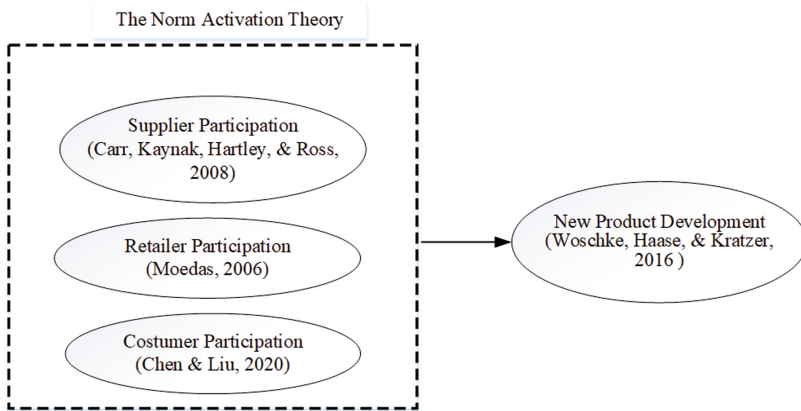 The Norm Activation Theory
Supplier Participation
(Carr, Kaynak, Hartley, & Ross,
2008)
Retailer Participation
(Moedas, 2006)
Costumer Participation
(Chen & Liu, 2020)
New Product Development
(Woschke, Haase, & Kratzer,
2016 )